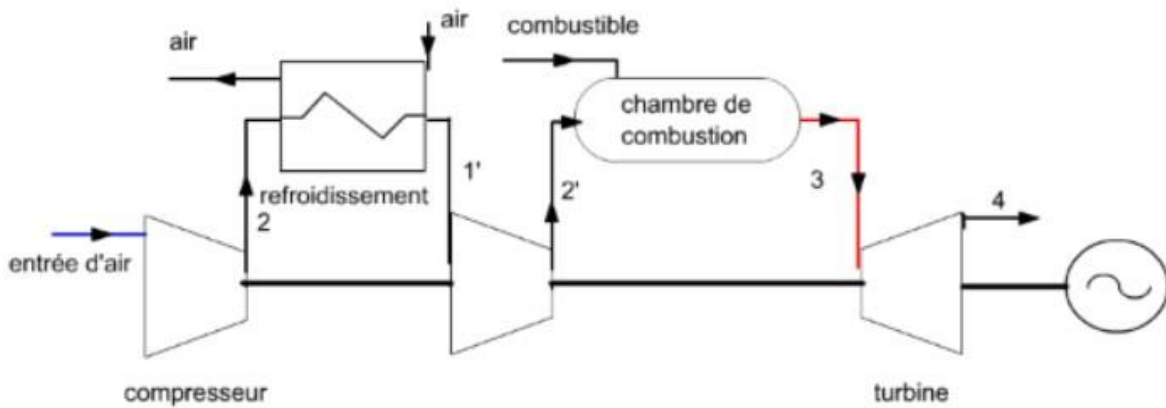 air
air
combustible
chambre de
combustion
refroidissement
1'
2'
3
4
2
entrée d'air
compresseur
turbine